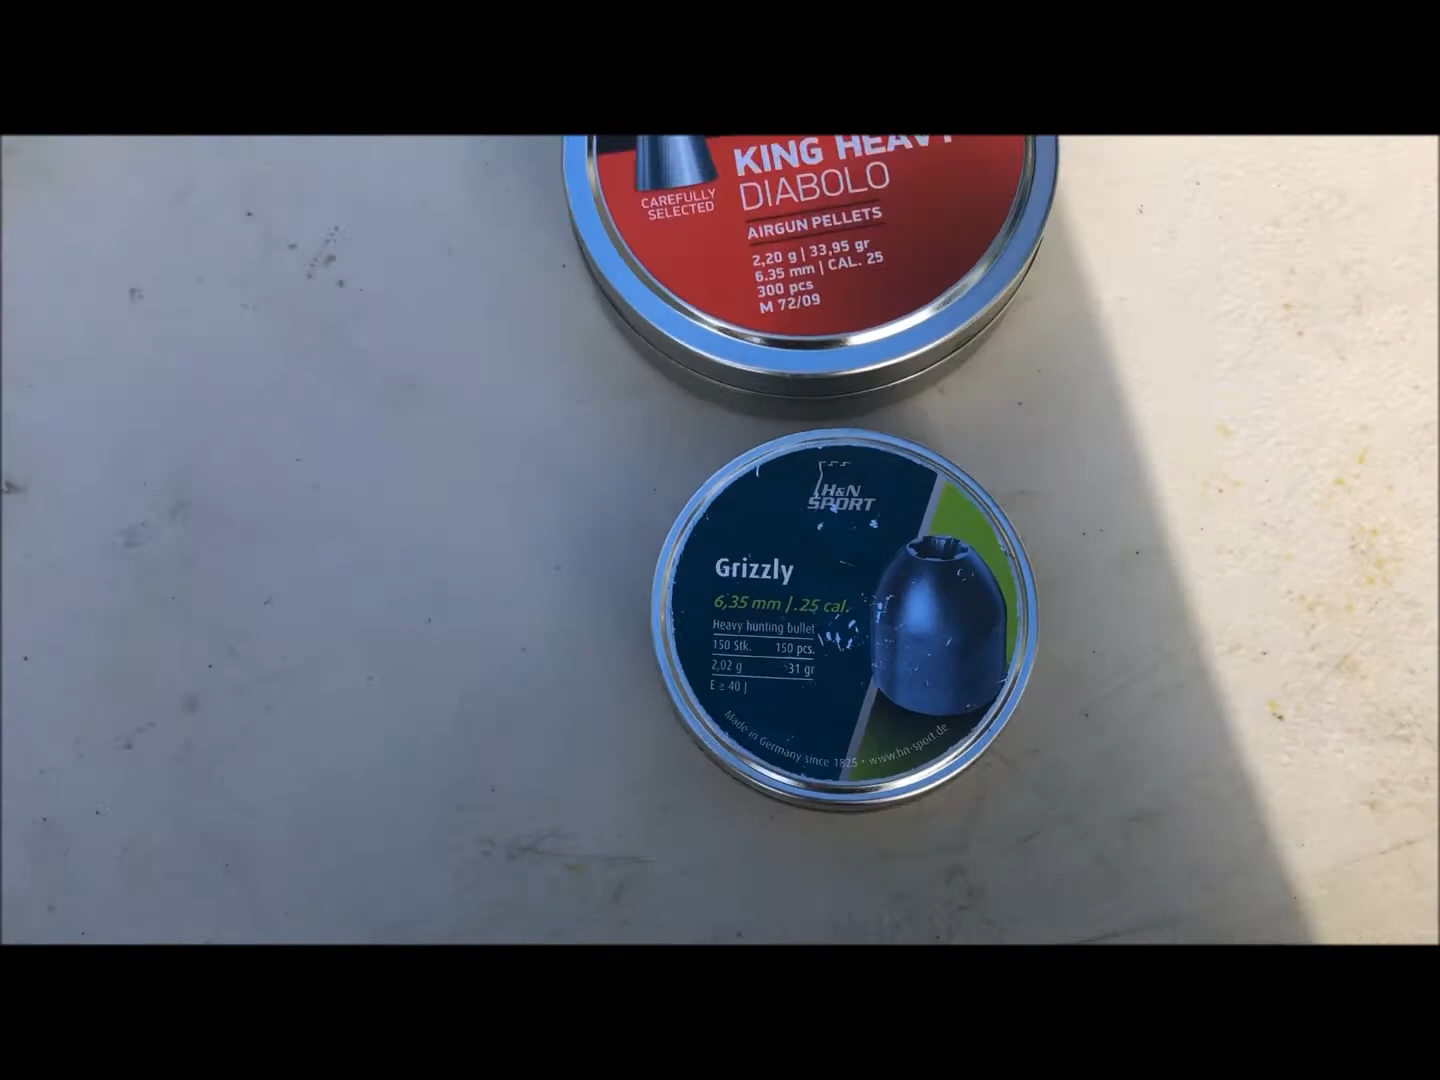 KING HEAVY
DIABOLO
CAREFULLY
SELECTED
AIRGUN PELLETS
2,20 g | 33,95 gr
6.35 mm | CAL. 25
300 pcs
M 72/09
H&N
SPORT
Grizzly
6,35 mm / .25 cal.
Heavy hunting bullet
150 Stk. 150 pcs.
2,02 g 31 gr
E ≥ 40 J
Made in Germany since 1825 • www.hn-sport.de